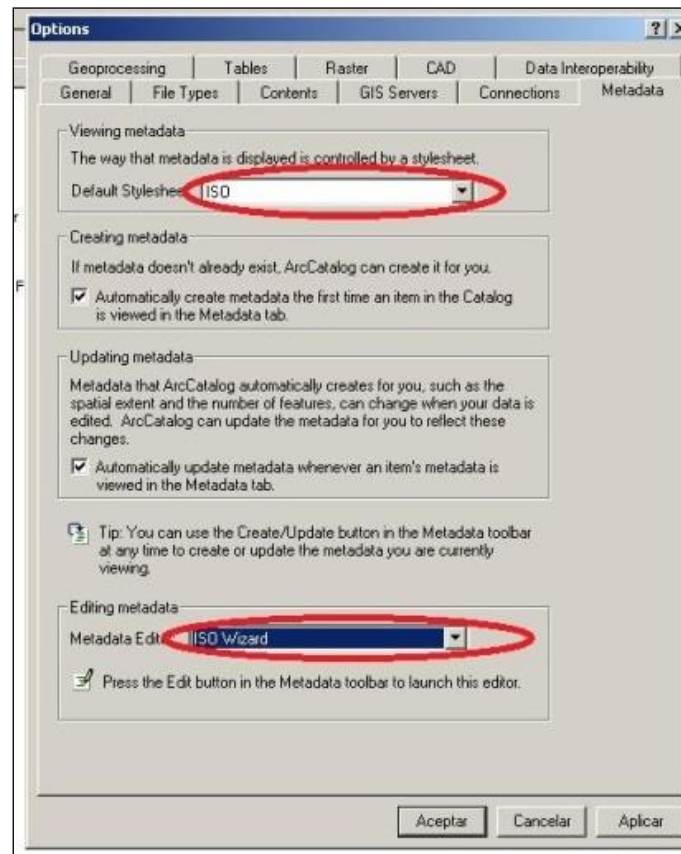 Options
Geoprocessing Tables Raster CAD Data Interoperability
General File Types Contents GIS Servers Connections Metadata
Viewing metadata
The way that metadata is displayed is controlled by a stylesheet.
Default Styleshee ISO
Creating metadata
If metadata doesn't already exist, ArcCatalog can create it for you.
Automatically create metadata the first time an item in the Catalog
is viewed in the Metadata tab.
F
Updating metadata
Metadata that ArcCatalog automatically creates for you, such as the
spatial extent and the number of features, can change when your data is
edited. ArcCatalog can update the metadata for you to reflect these
changes.
Automatically update metadata whenever an item's metadata is
viewed in the Metadata tab.
Tip: You can use the Create/Update button in the Metadata toolbar
at any time to create or update the metadata you are currently
viewing.
Editing metadata
Metadata Edit ISO Wizard
Press the Edit button in the Metadata toolbar to launch this editor.
Aceptar Cancelar Aplicar